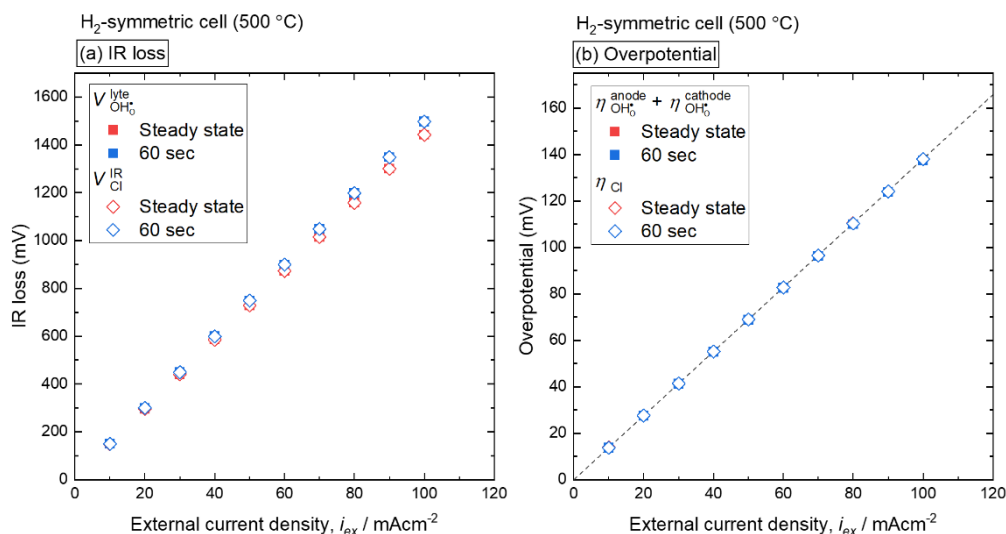 H₂-symmetric cell (500 °C)
(a) IR loss
V lyte OH•O
Steady state
60 sec
V IR CI
Steady state
60 sec
1600
1400
1200
1000
800
600
400
200
0
IR loss (mV)
0 20 40 60 80 100 120
External current density, iex / mAcm-2
H₂-symmetric cell (500 °C)
(b) Overpotential
η anode OH•O + η cathode OH•O
Steady state
60 sec
η CI
Steady state
60 sec
160
140
120
100
80
60
40
20
0
Overpotential (mV)
0 20 40 60 80 100 120
External current density, iex / mAcm-2